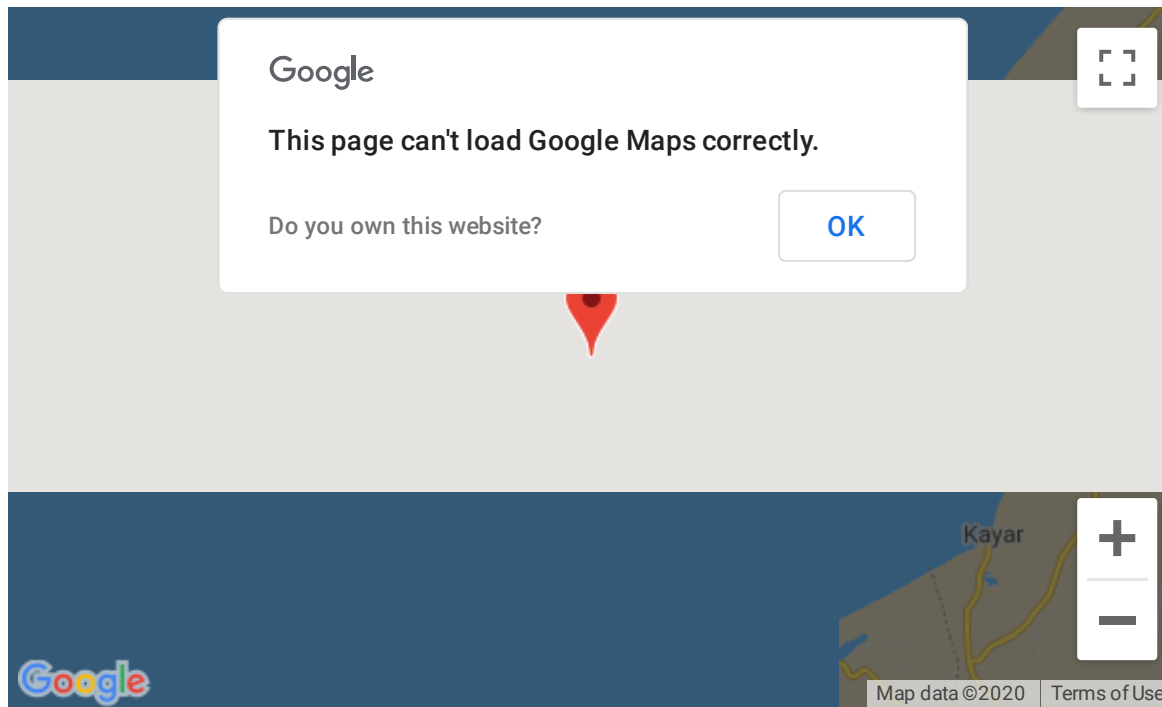 Google
This page can't load Google Maps correctly.
Do you own this website?
OK
Kayar
Google
Map data ©2020
Terms of Use